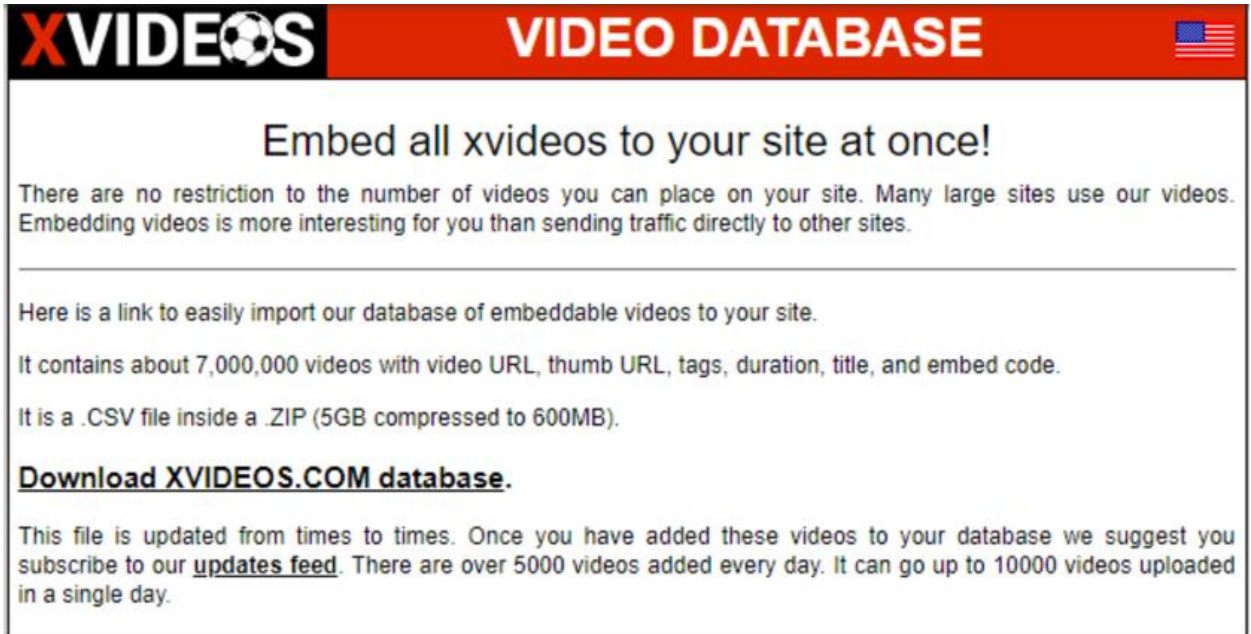 XVIDEOS
VIDEO DATABASE
Embed all xvideos to your site at once!
There are no restriction to the number of videos you can place on your site. Many large sites use our videos.
Embedding videos is more interesting for you than sending traffic directly to other sites.
Here is a link to easily import our database of embeddable videos to your site.
It contains about 7,000,000 videos with video URL, thumb URL, tags, duration, title, and embed code.
It is a .CSV file inside a .ZIP (5GB compressed to 600MB).
Download XVIDEOS.COM database.
This file is updated from times to times. Once you have added these videos to your database we suggest you
subscribe to our updates feed. There are over 5000 videos added every day. It can go up to 10000 videos uploaded
in a single day.